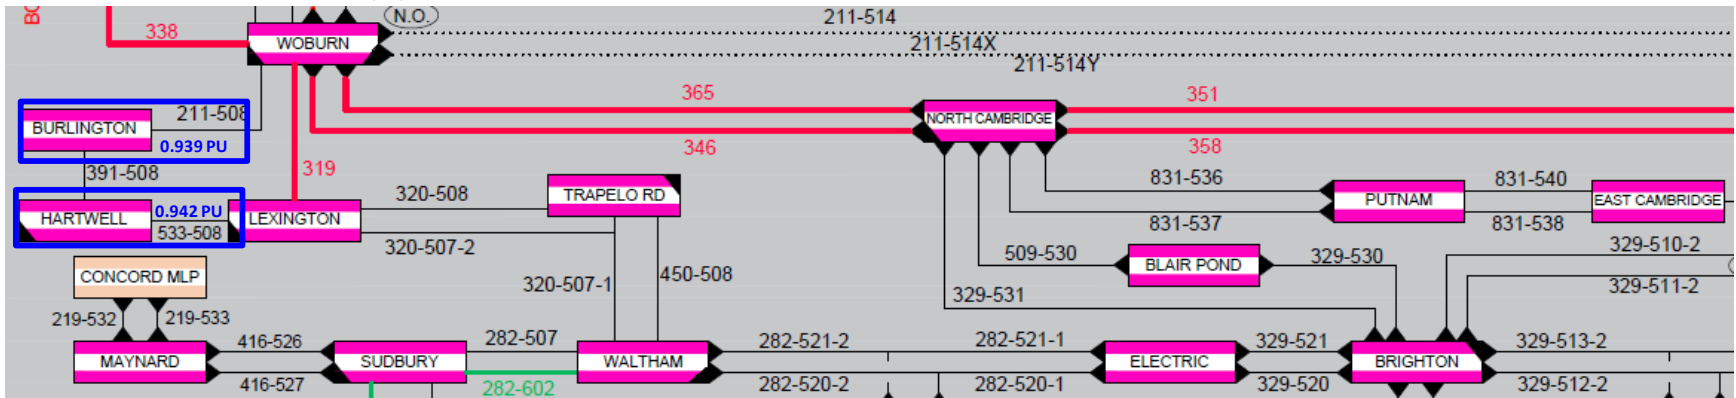 BO
338
WOBURN
N.O.
211-514
211-514X
211-514Y
365
351
BURLINGTON
211-508
0.939 PU
NORTH CAMBRIDGE
346
358
391-508
319
320-508
TRAPELO RD
831-536
831-540
HARTWELL
0.942 PU
533-508
LEXINGTON
PUTNAM
EAST CAMBRIDGE
831-537
831-538
320-507-2
509-530
BLAIR POND
329-530
329-510-2
CONCORD MLP
320-507-1
450-508
329-531
329-511-2
219-532
219-533
416-526
282-507
282-521-2
282-521-1
329-521
329-513-2
MAYNARD
SUDBURY
WALTHAM
ELECTRIC
BRIGHTON
416-527
282-602
282-520-2
282-520-1
329-520
329-512-2